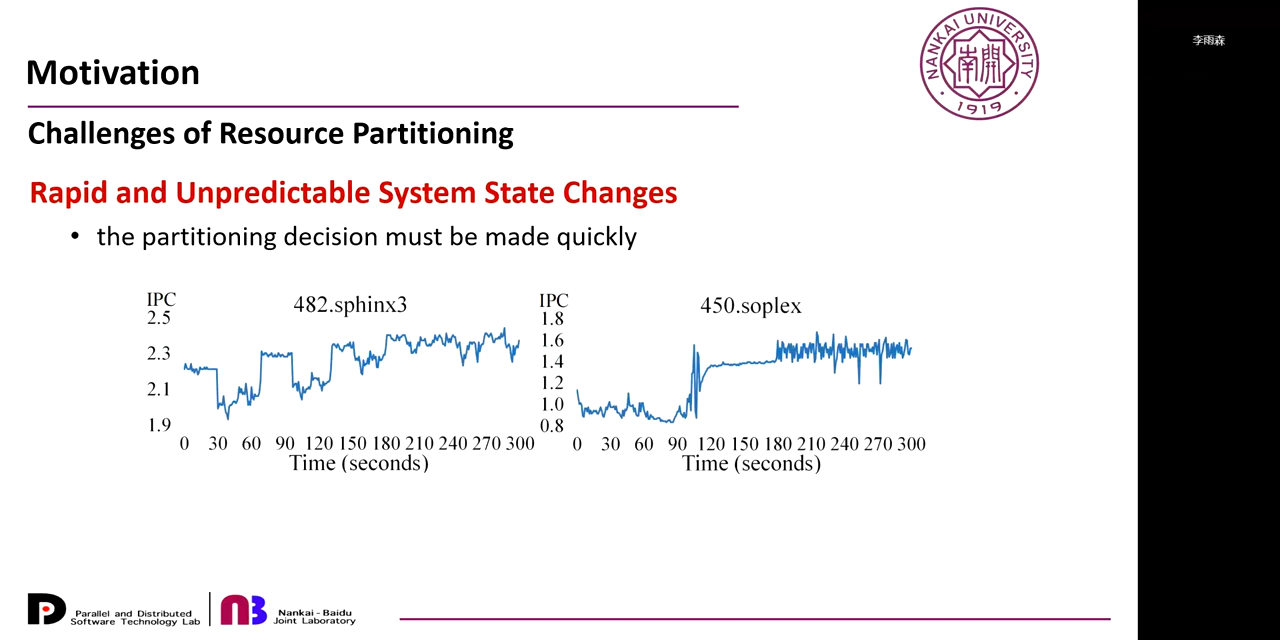 Motivation
NANKAI UNIVERSITY
南開
1919
李雨森
Challenges of Resource Partitioning
Rapid and Unpredictable System State Changes
• the partitioning decision must be made quickly
IPC
482.sphinx3
2.5
2.3
2.1
1.9
0 30 60 90 120 150 180 210 240 270 300
Time (seconds)
IPC
450.soplex
1.8
1.6
1.4
1.2
1.0
0.8
0 30 60 90 120 150 180 210 240 270 300
Time (seconds)
Parallel and Distributed
Software Technology Lab
Nankai - Baidu
Joint Laboratory